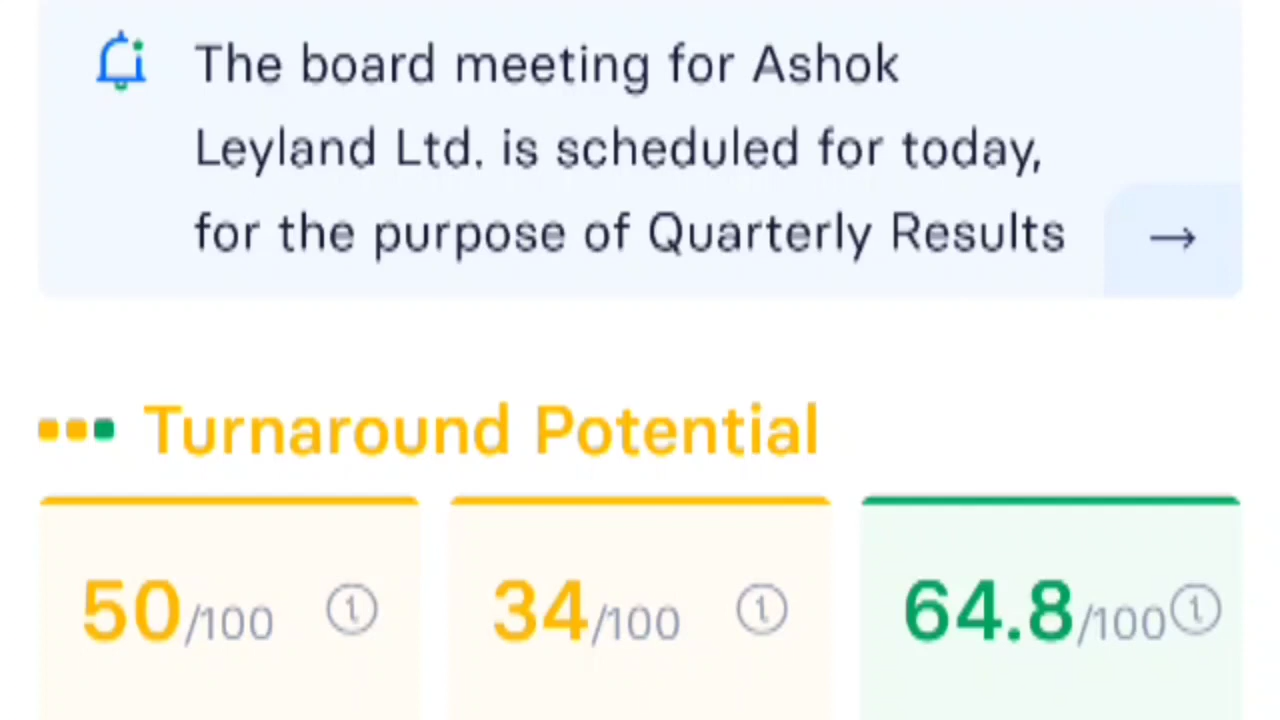 The board meeting for Ashok
Leyland Ltd. is scheduled for today,
for the purpose of Quarterly Results →
Turnaround Potential
50/100 34/100 64.8/100